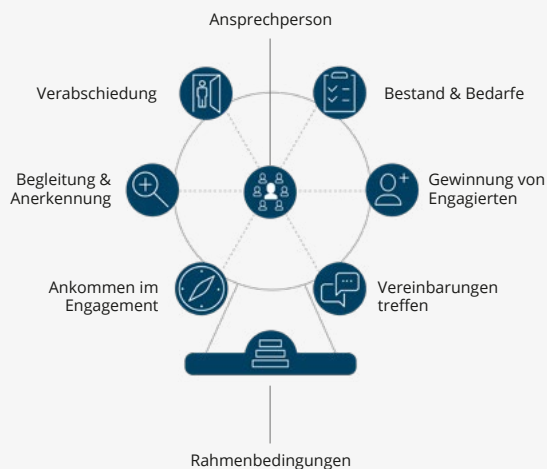 Ansprechperson
Verabschiedung
Bestand & Bedarfe
Begleitung &
Anerkennung
Gewinnung von
Engagierten
Ankommen im
Engagement
Vereinbarungen
treffen
Rahmenbedingungen